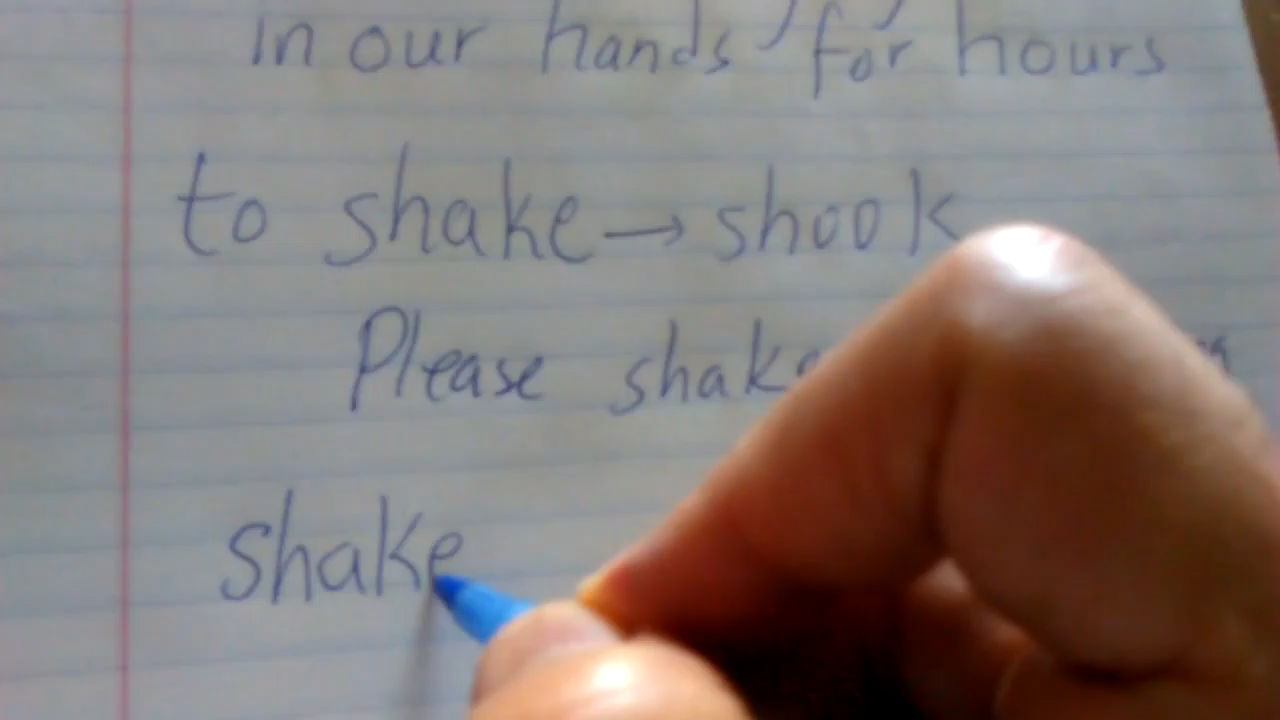 in our hands for hours
to shake → shook
Please shake
shake